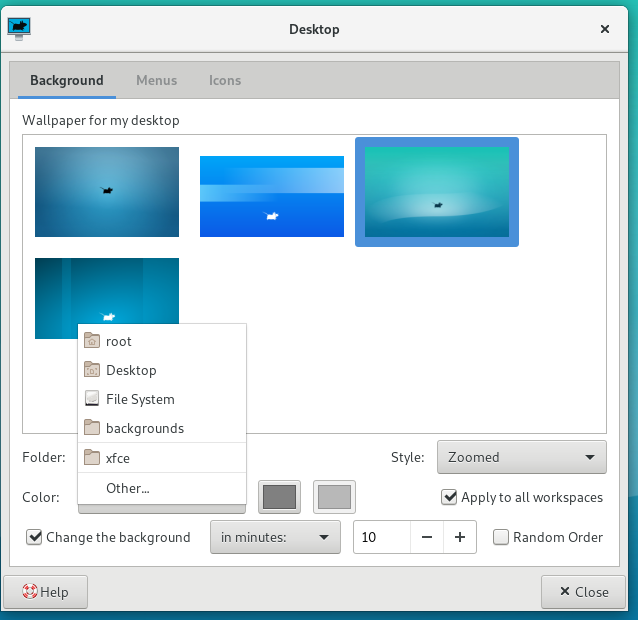 Desktop
Background Menus Icons
Wallpaper for my desktop
root
Desktop
File System
backgrounds
Folder: xfce Style: Zoomed
Other...
Color: Apply to all workspaces
Change the background in minutes: 10 Random Order
Help Close